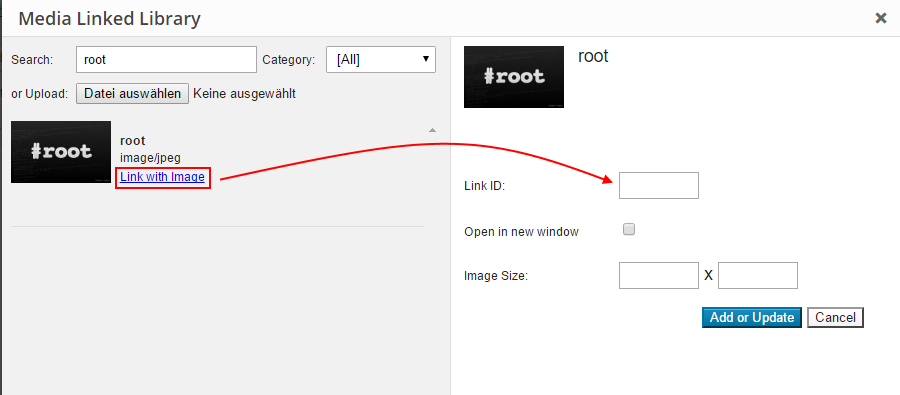 Media Linked Library
Search: root Category: [All]
or Upload: Datei auswählen Keine ausgewählt
#root
root
image/jpeg
Link with Image
#root
root
Link ID:
Open in new window
Image Size: X
Add or Update Cancel